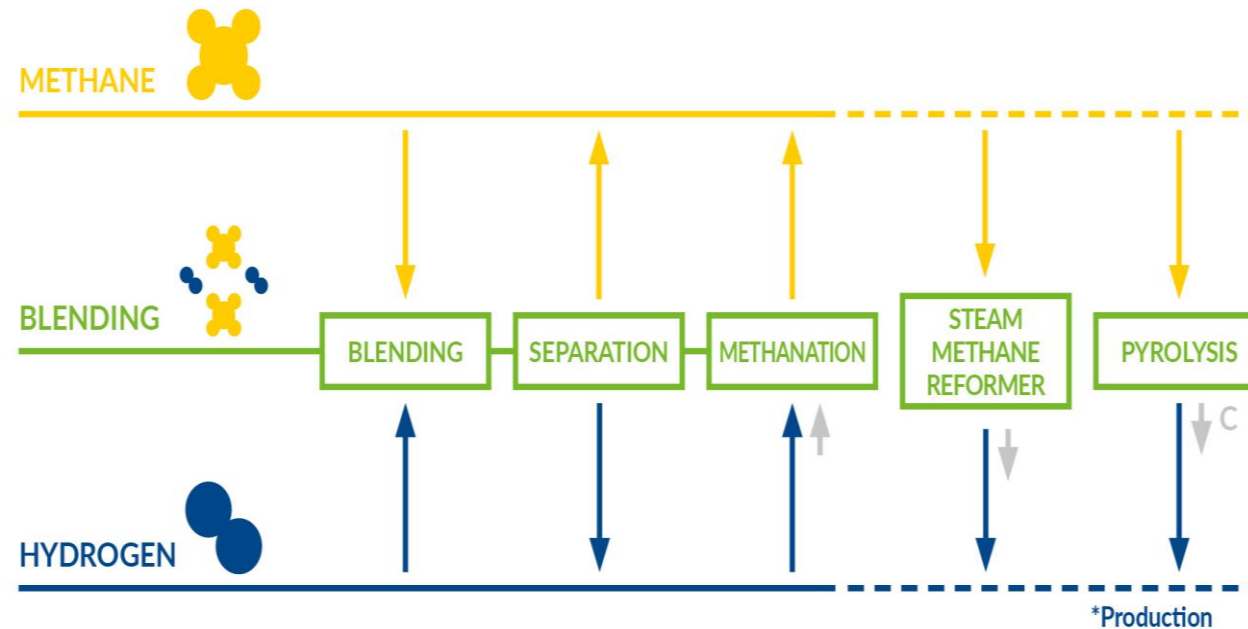 METHANE
BLENDING
BLENDING
SEPARATION
METHANATION
STEAM
METHANE
REFORMER
PYROLYSIS
C
HYDROGEN
*Production